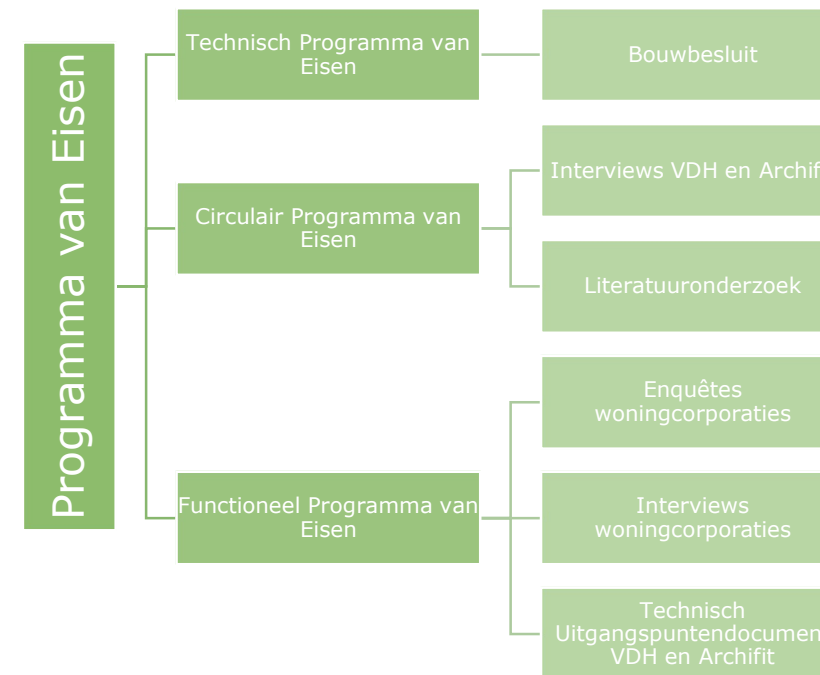 Programma van Eisen
Technisch Programma van
Eisen
Bouwbesluit
Circulair Programma van
Eisen
Interviews VDH en Archif
Literatuuronderzoek
Functioneel Programma van
Eisen
Enquêtes
woningcorporaties
Interviews
woningcorporaties
Technisch
Uitgangspuntendocumen
VDH en Archifit